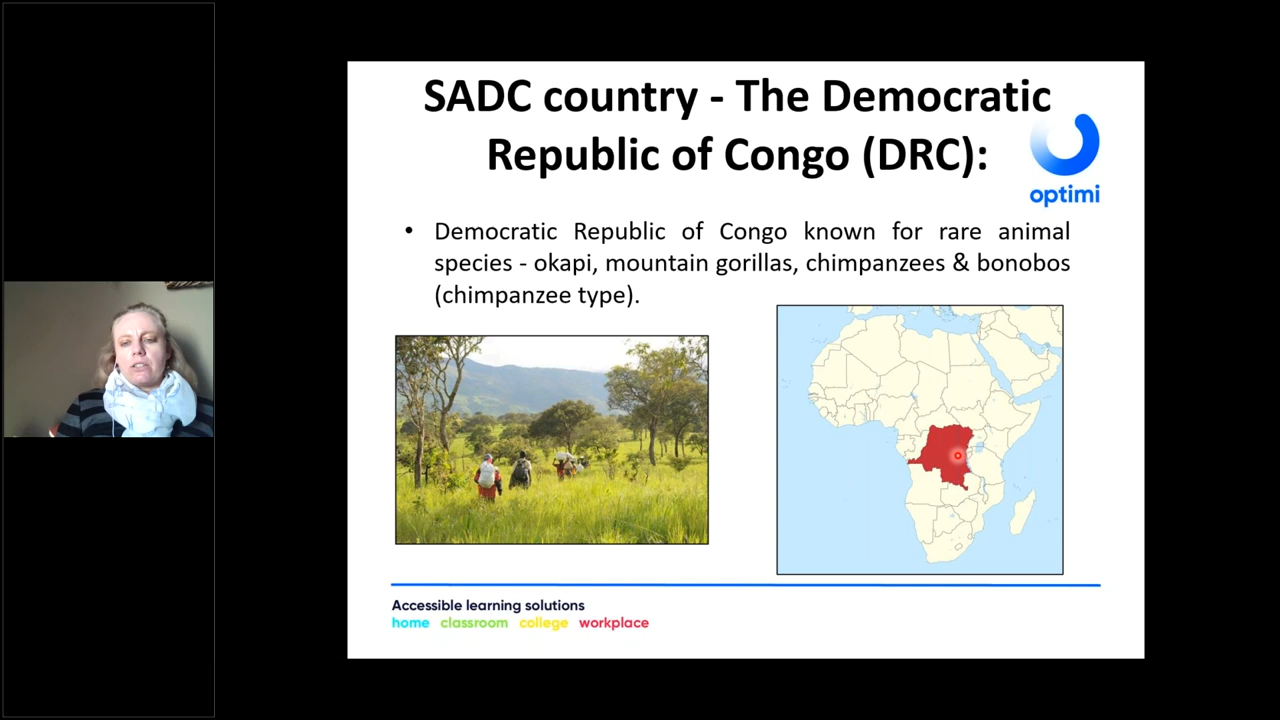 SADC country - The Democratic
Republic of Congo (DRC):
optimi
• Democratic Republic of Congo known for rare animal
species - okapi, mountain gorillas, chimpanzees & bonobos
(chimpanzee type).
Accessible learning solutions
home classroom college workplace